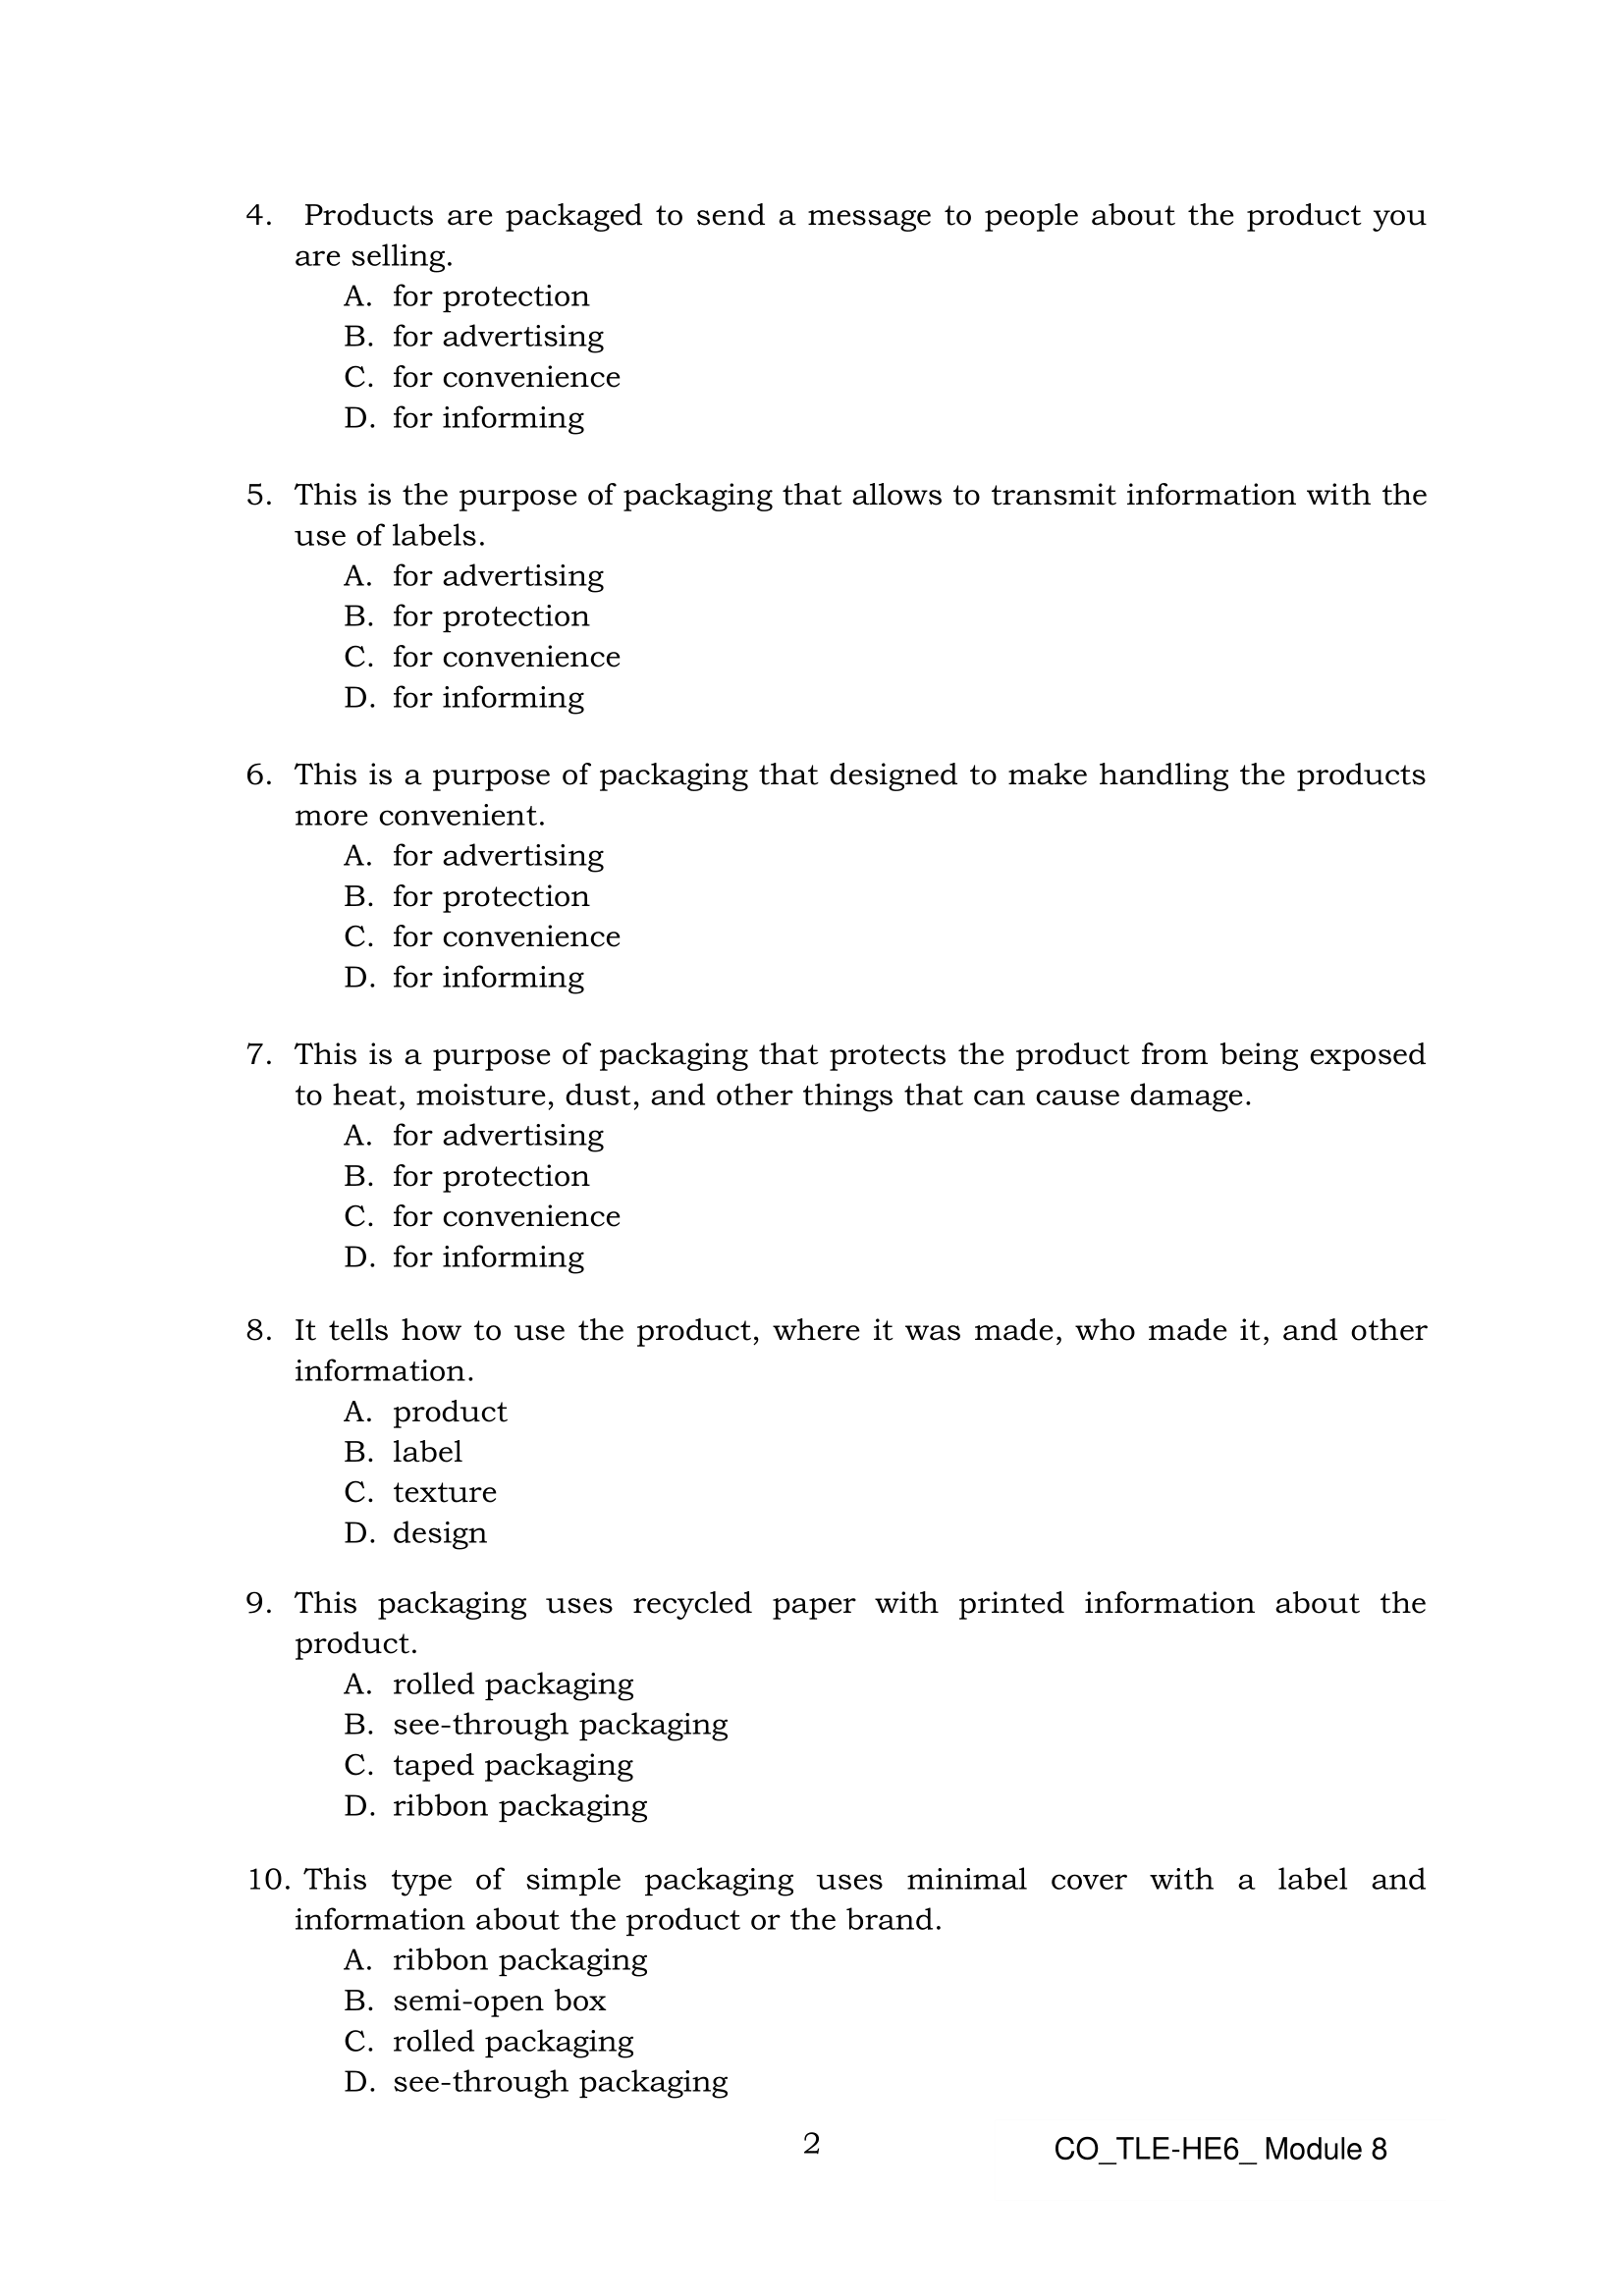 4. Products are packaged to send a message to people about the product you
are selling.
A. for protection
B. for advertising
C. for convenience
D. for informing
5. This is the purpose of packaging that allows to transmit information with the
use of labels.
A. for advertising
B. for protection
C. for convenience
D. for informing
6. This is a purpose of packaging that designed to make handling the products
more convenient.
A. for advertising
B. for protection
C. for convenience
D. for informing
7. This is a purpose of packaging that protects the product from being exposed
to heat, moisture, dust, and other things that can cause damage.
A. for advertising
B. for protection
C. for convenience
D. for informing
8. It tells how to use the product, where it was made, who made it, and other
information.
A. product
B. label
C. texture
D. design
9. This packaging uses recycled paper with printed information about the
product.
A. rolled packaging
B. see-through packaging
C. taped packaging
D. ribbon packaging
10. This type of simple packaging uses minimal cover with a label and
information about the product or the brand.
A. ribbon packaging
B. semi-open box
C. rolled packaging
D. see-through packaging
2
CO_TLE-HE6_ Module 8